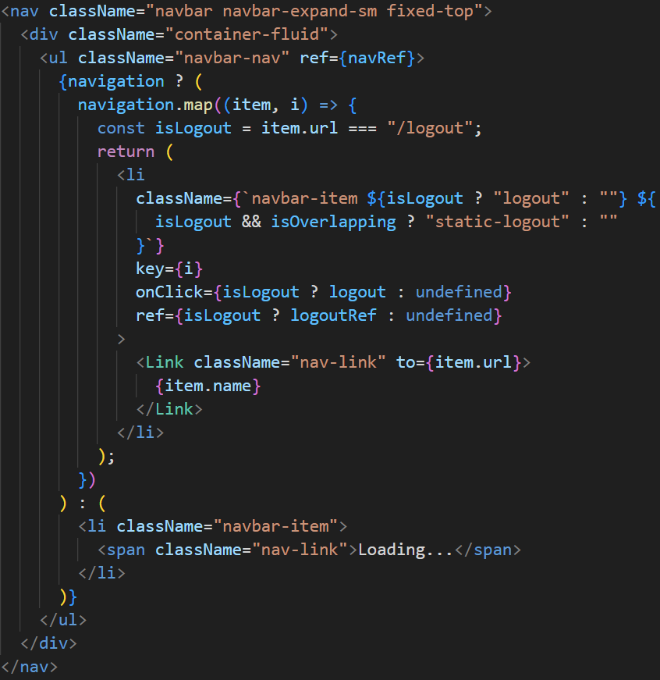 <nav className="navbar navbar-expand-sm fixed-top">
  <div className="container-fluid">
    <ul className="navbar-nav" ref={navRef}>
      {navigation ? (
        navigation.map((item, i) => {
          const isLogout = item.url === "/logout";
          return (
            <li
              className={`navbar-item ${isLogout ? "logout" : ""} ${
                isLogout && isOverlapping ? "static-logout" : ""
              }`}
              key={i}
              onClick={isLogout ? logout : undefined}
              ref={isLogout ? logoutRef : undefined}
            >
              <Link className="nav-link" to={item.url}>
                {item.name}
              </Link>
            </li>
          );
        })
      ) : (
        <li className="navbar-item">
          <span className="nav-link">Loading...</span>
        </li>
      )}
    </ul>
  </div>
</nav>